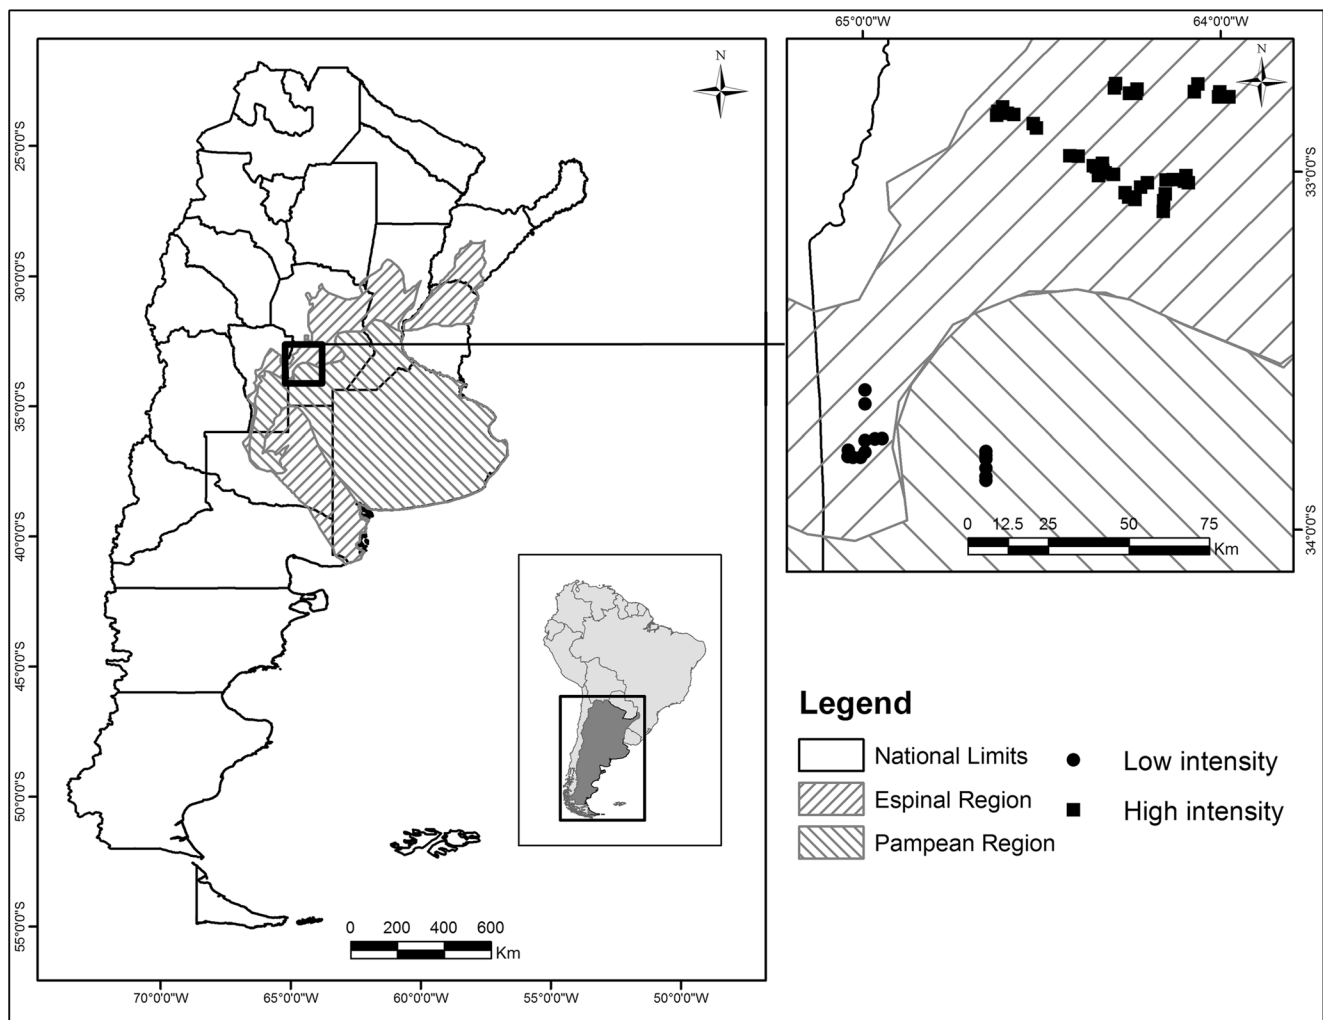 65°0'0"W
64°0'0"W
N
N
25°0'0"S
30°0'0"S
35°0'0"S
40°0'0"S
45°0'0"S
50°0'0"S
55°0'0"S
33°0'0"S
34°0'0"S
0 12.5 25 50 75
Km
Legend
National Limits
Espinal Region
Pampean Region
Low intensity
High intensity
0 200 400 600
Km
70°0'0"W 65°0'0"W 60°0'0"W 55°0'0"W 50°0'0"W